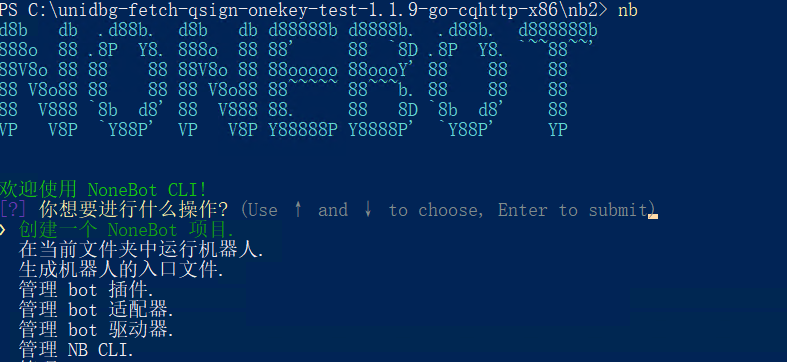 PS C:\unidbg-fetch-qsign-onekey-test-1.1.9-go-cqhttp-x86\nb2> nb
d8b   db  .d88b.  d8b   db d88888b d8888b.  .d88b.  d888888b
888o  88 .8P  Y8. 888o  88 88'     88  `8D .8P  Y8. `~~88~~'
88V8o 88 88    88 88V8o 88 88ooooo 88oooY' 88    88    88
88 V8o88 88    88 88 V8o88 88~~~~~ 88~~~b. 88    88    88
88  V888 `8b  d8' 88  V888 88.     88   8D `8b  d8'    88
VP   V8P  `Y88P'  VP   V8P Y88888P Y8888P'  `Y88P'     YP
欢迎使用 NoneBot CLI!
[?] 你想要进行什么操作? (Use ↑ and ↓ to choose, Enter to submit)
❯ 创建一个 NoneBot 项目.
在当前文件夹中运行机器人.
生成机器人的入口文件.
管理 bot 插件.
管理 bot 适配器.
管理 bot 驱动器.
管理 NB CLI.